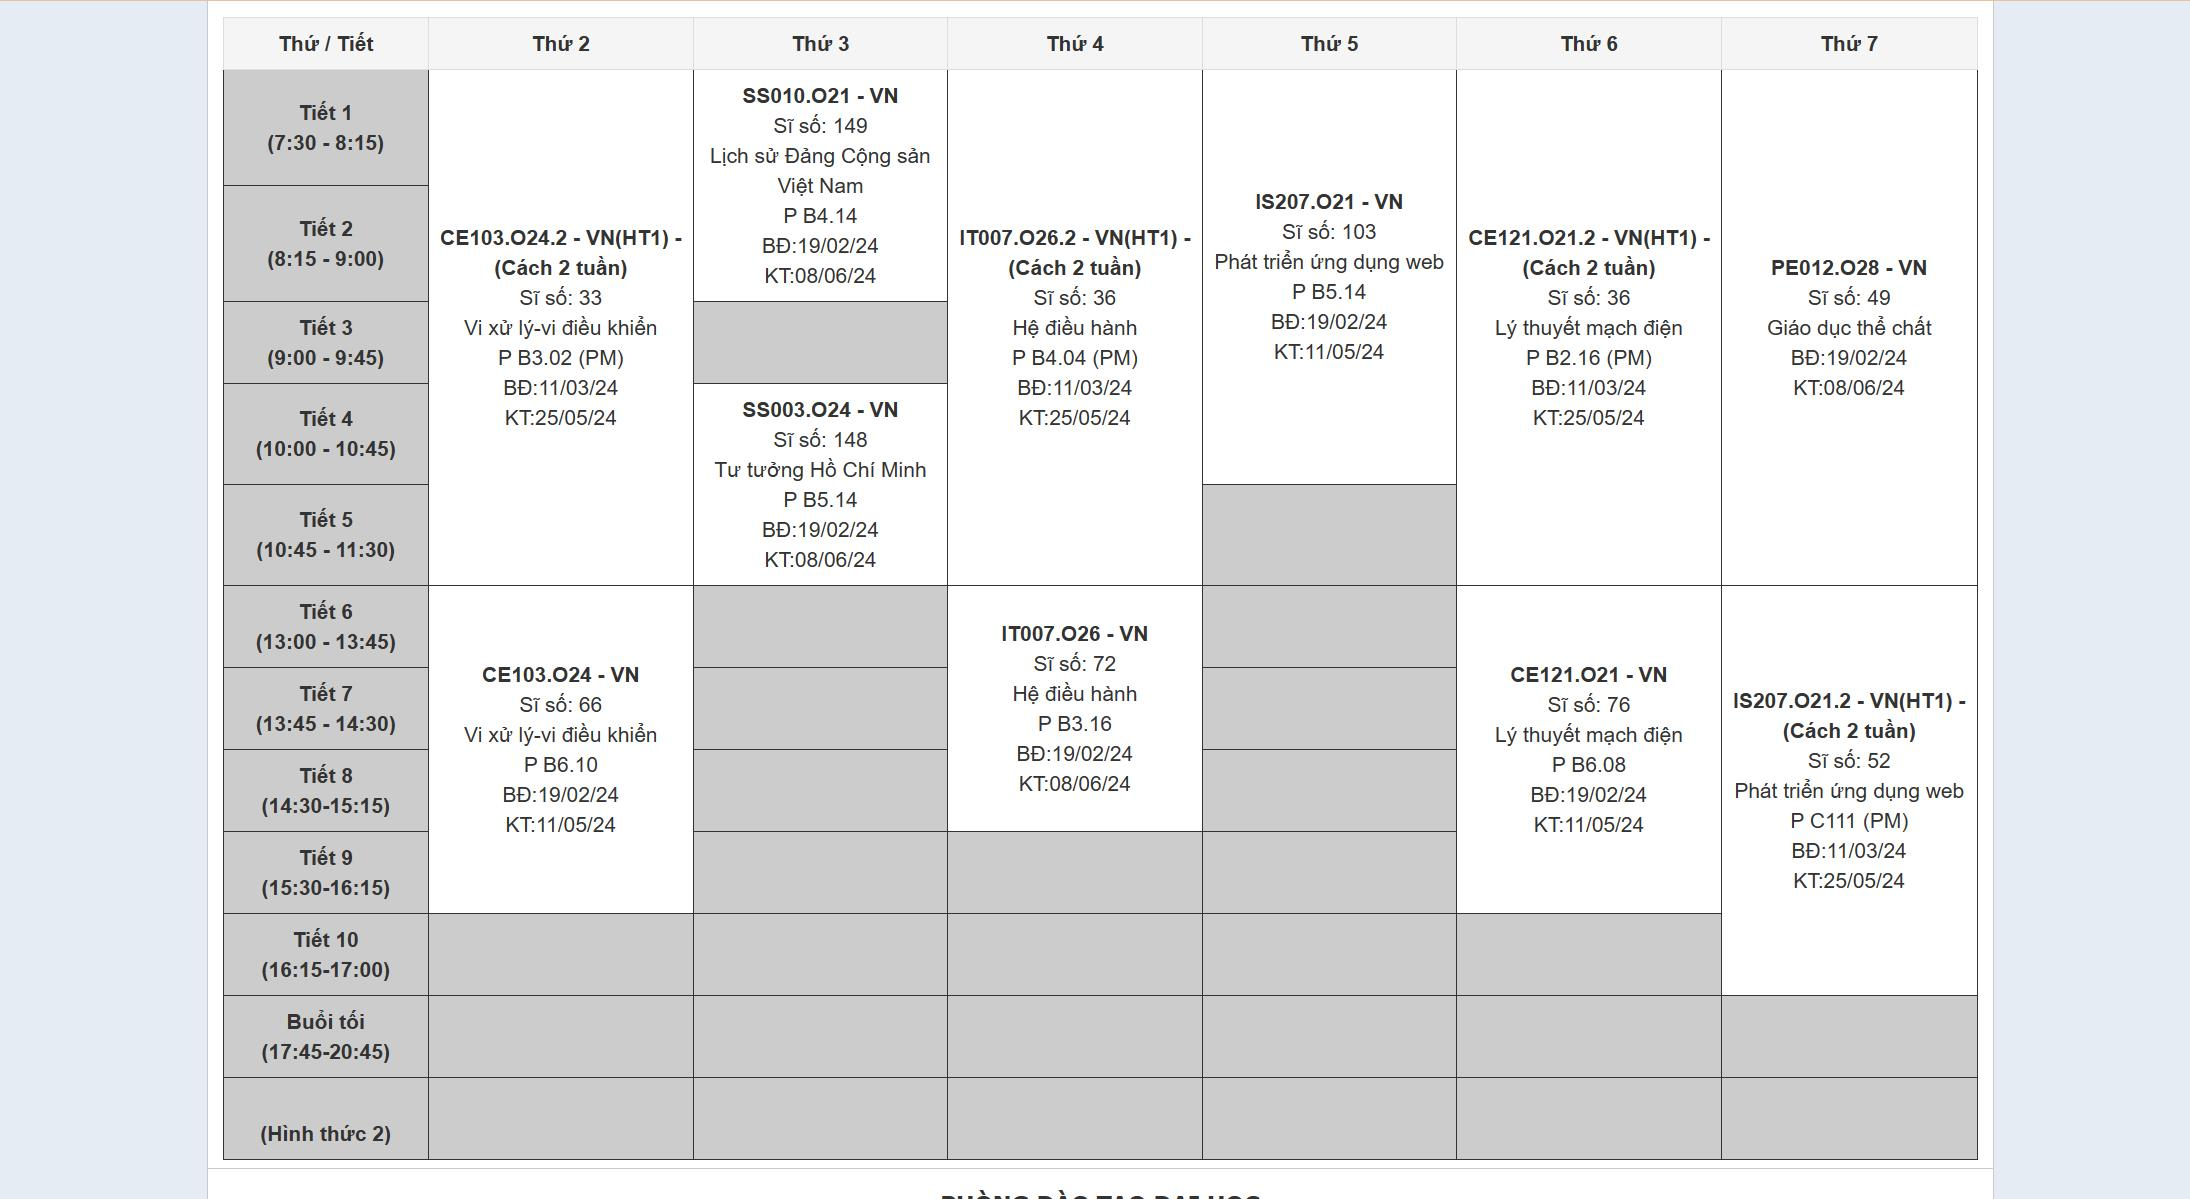 Thứ / Tiết
Thứ 2
Thứ 3
Thứ 4
Thứ 5
Thứ 6
Thứ 7
Tiết 1
(7:30 - 8:15)
CE103.O24.2 - VN(HT1) -
(Cách 2 tuần)
Sĩ số: 33
Vi xử lý-vi điều khiển
P B3.02 (PM)
BĐ:11/03/24
KT:25/05/24
SS010.O21 - VN
Sĩ số: 149
Lịch sử Đảng Cộng sản
Việt Nam
P B4.14
BĐ:19/02/24
KT:08/06/24
IT007.O26.2 - VN(HT1) -
(Cách 2 tuần)
Sĩ số: 36
Hệ điều hành
P B4.04 (PM)
BĐ:11/03/24
KT:25/05/24
IS207.O21 - VN
Sĩ số: 103
Phát triển ứng dụng web
P B5.14
BĐ:19/02/24
KT:11/05/24
CE121.O21.2 - VN(HT1) -
(Cách 2 tuần)
Sĩ số: 36
Lý thuyết mạch điện
P B2.16 (PM)
BĐ:11/03/24
KT:25/05/24
PE012.O28 - VN
Sĩ số: 49
Giáo dục thể chất
BĐ:19/02/24
KT:08/06/24
Tiết 2
(8:15 - 9:00)
Tiết 3
(9:00 - 9:45)
Tiết 4
(10:00 - 10:45)
SS003.O24 - VN
Sĩ số: 148
Tư tưởng Hồ Chí Minh
P B5.14
BĐ:19/02/24
KT:08/06/24
Tiết 5
(10:45 - 11:30)
Tiết 6
(13:00 - 13:45)
CE103.O24 - VN
Sĩ số: 66
Vi xử lý-vi điều khiển
P B6.10
BĐ:19/02/24
KT:11/05/24
IT007.O26 - VN
Sĩ số: 72
Hệ điều hành
P B3.16
BĐ:19/02/24
KT:08/06/24
CE121.O21 - VN
Sĩ số: 76
Lý thuyết mạch điện
P B6.08
BĐ:19/02/24
KT:11/05/24
IS207.O21.2 - VN(HT1) -
(Cách 2 tuần)
Sĩ số: 52
Phát triển ứng dụng web
P C111 (PM)
BĐ:11/03/24
KT:25/05/24
Tiết 7
(13:45 - 14:30)
Tiết 8
(14:30-15:15)
Tiết 9
(15:30-16:15)
Tiết 10
(16:15-17:00)
Buổi tối
(17:45-20:45)
(Hình thức 2)
PHÒNG ĐÀO TẠO ĐẠI HỌC